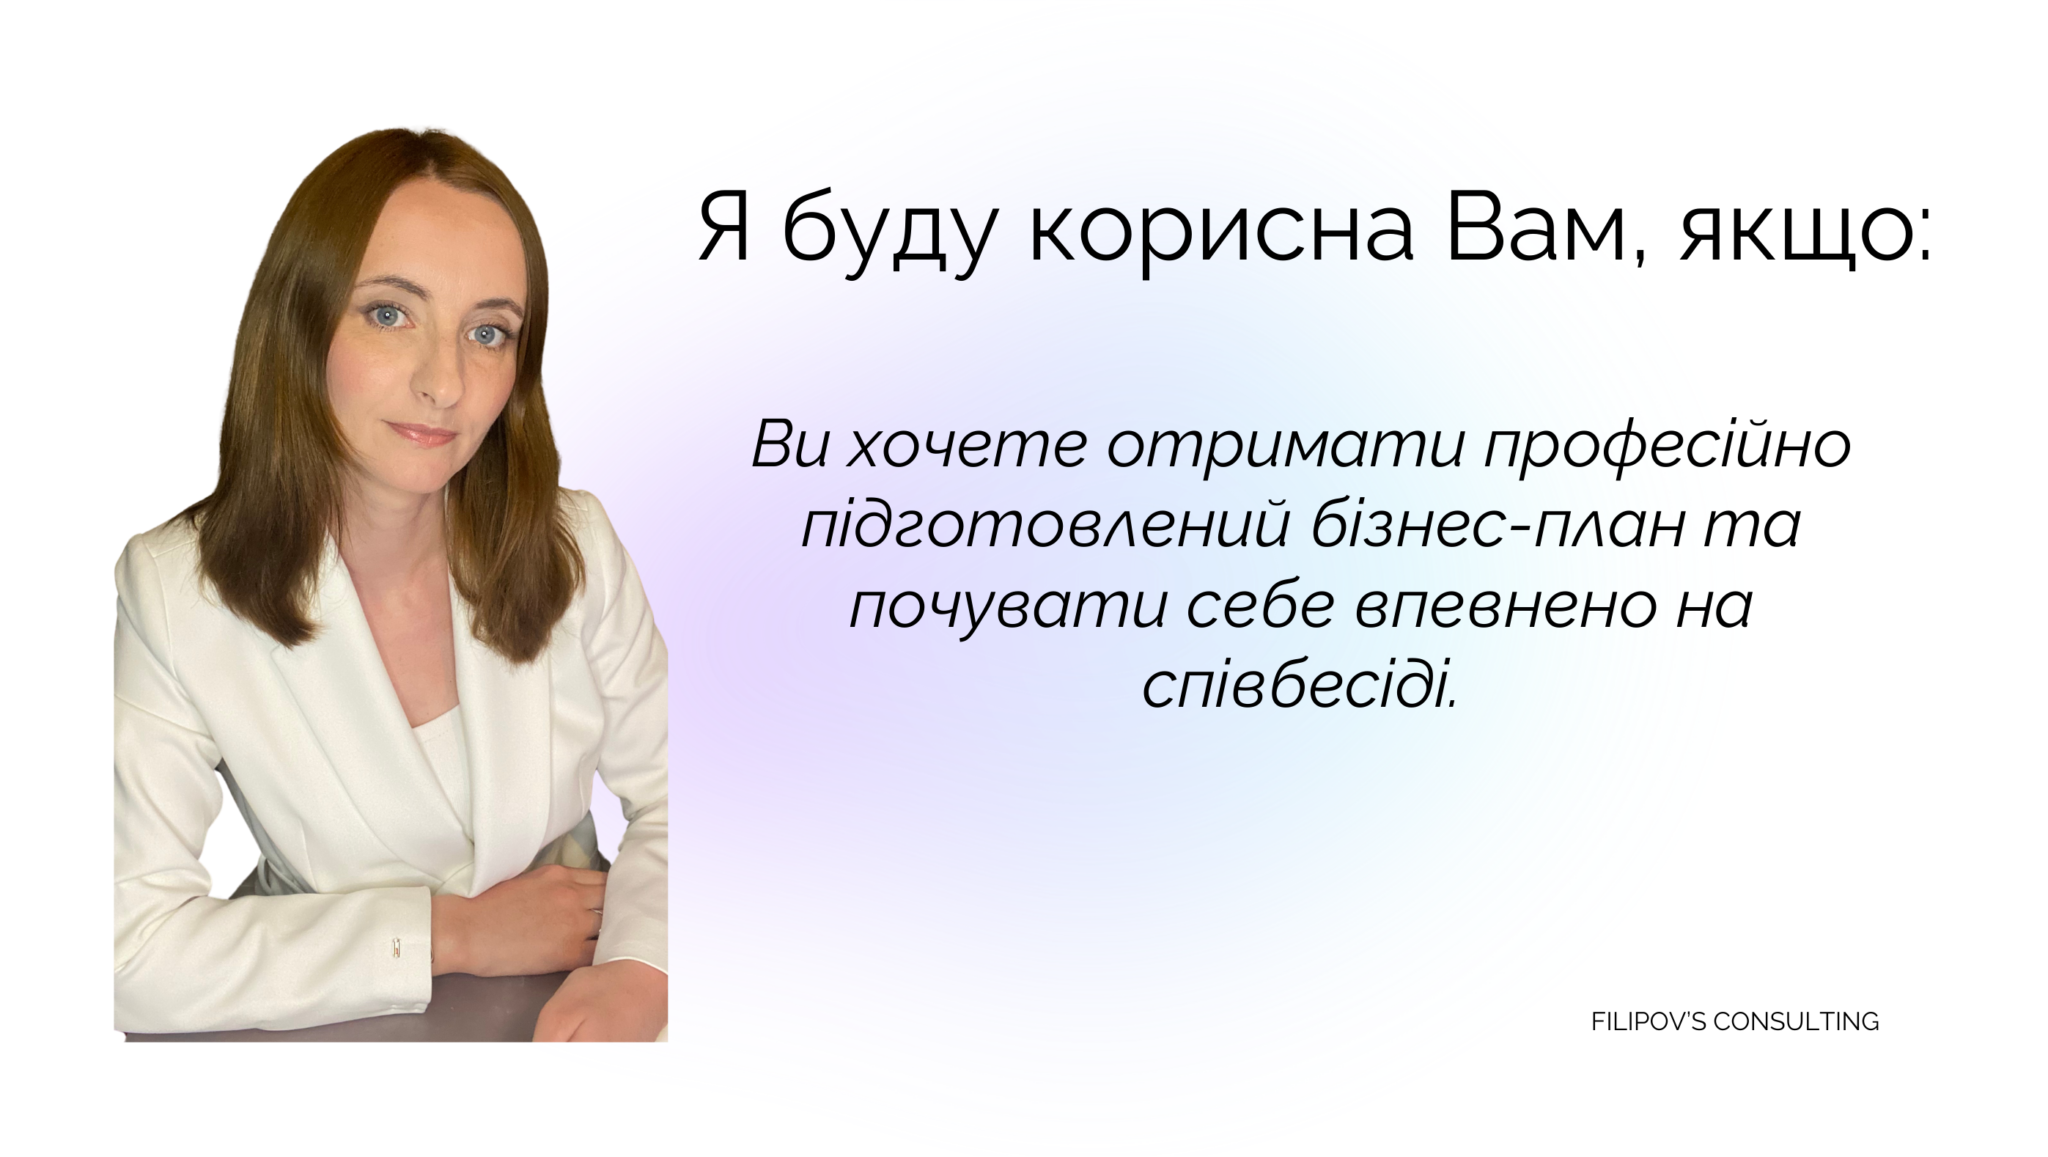 Я буду корисна Вам, якщо:
Ви хочете отримати професійно
підготовлений бізнес-план та
почувати себе впевнено на
співбесіді.
FILIPOV’S CONSULTING